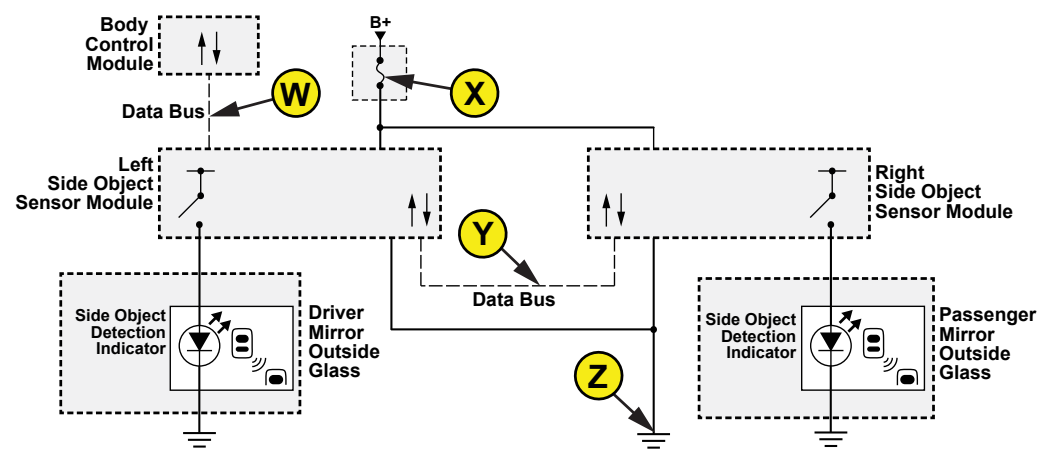 Body
Control
Module
B+
W
X
Data Bus
Left
Side Object
Sensor Module
Right
Side Object
Sensor Module
Y
Data Bus
Side Object
Detection
Indicator
Driver
Mirror
Outside
Glass
Side Object
Detection
Indicator
Passenger
Mirror
Outside
Glass
Z